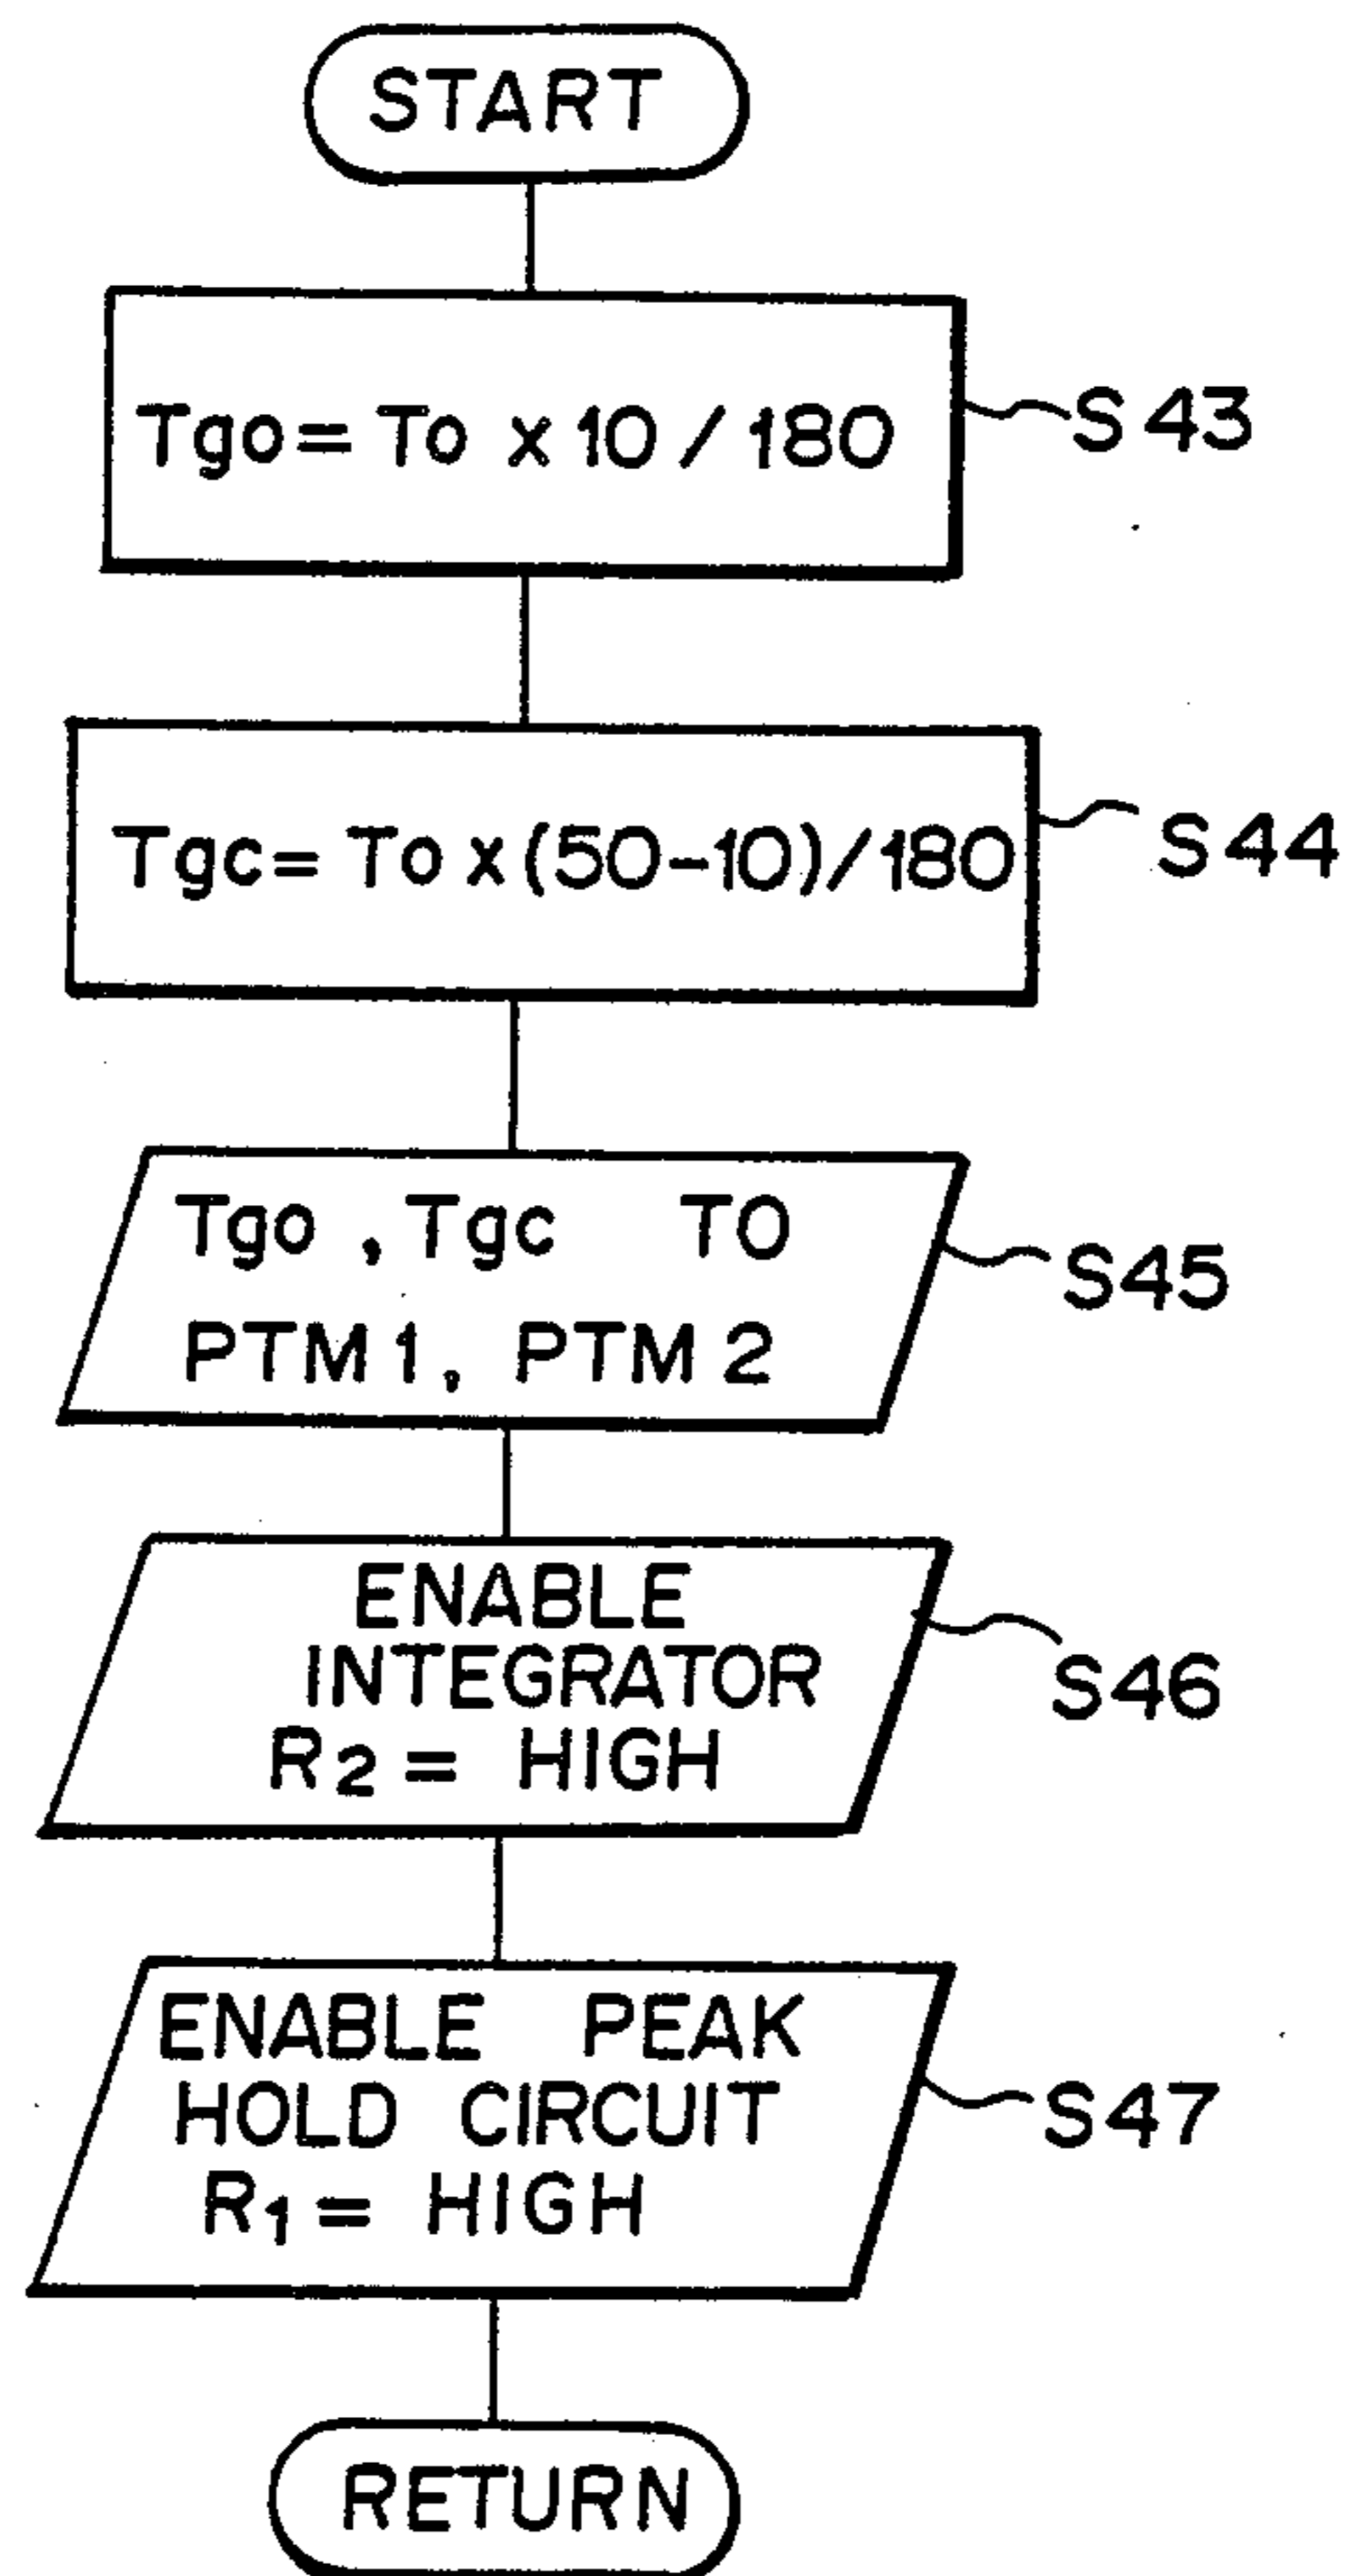 START
Tgo = To x 10 / 180
S43
Tgc = To x (50-10) / 180
S44
Tgo , Tgc TO
PTM 1, PTM 2
S45
ENABLE
INTEGRATOR
R2 = HIGH
S46
ENABLE PEAK
HOLD CIRCUIT
R1 = HIGH
S47
RETURN